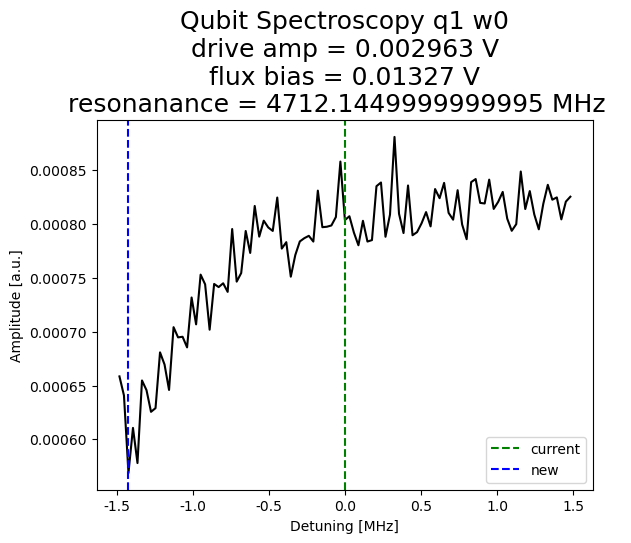 Qubit Spectroscopy q1 w0
drive amp = 0.002963 V
flux bias = 0.01327 V
resonanance = 4712.1449999999995 MHz
Amplitude [a.u.]
0.00085
0.00080
0.00075
0.00070
0.00065
0.00060
-1.5 -1.0 -0.5 0.0 0.5 1.0 1.5
Detuning [MHz]
current
new